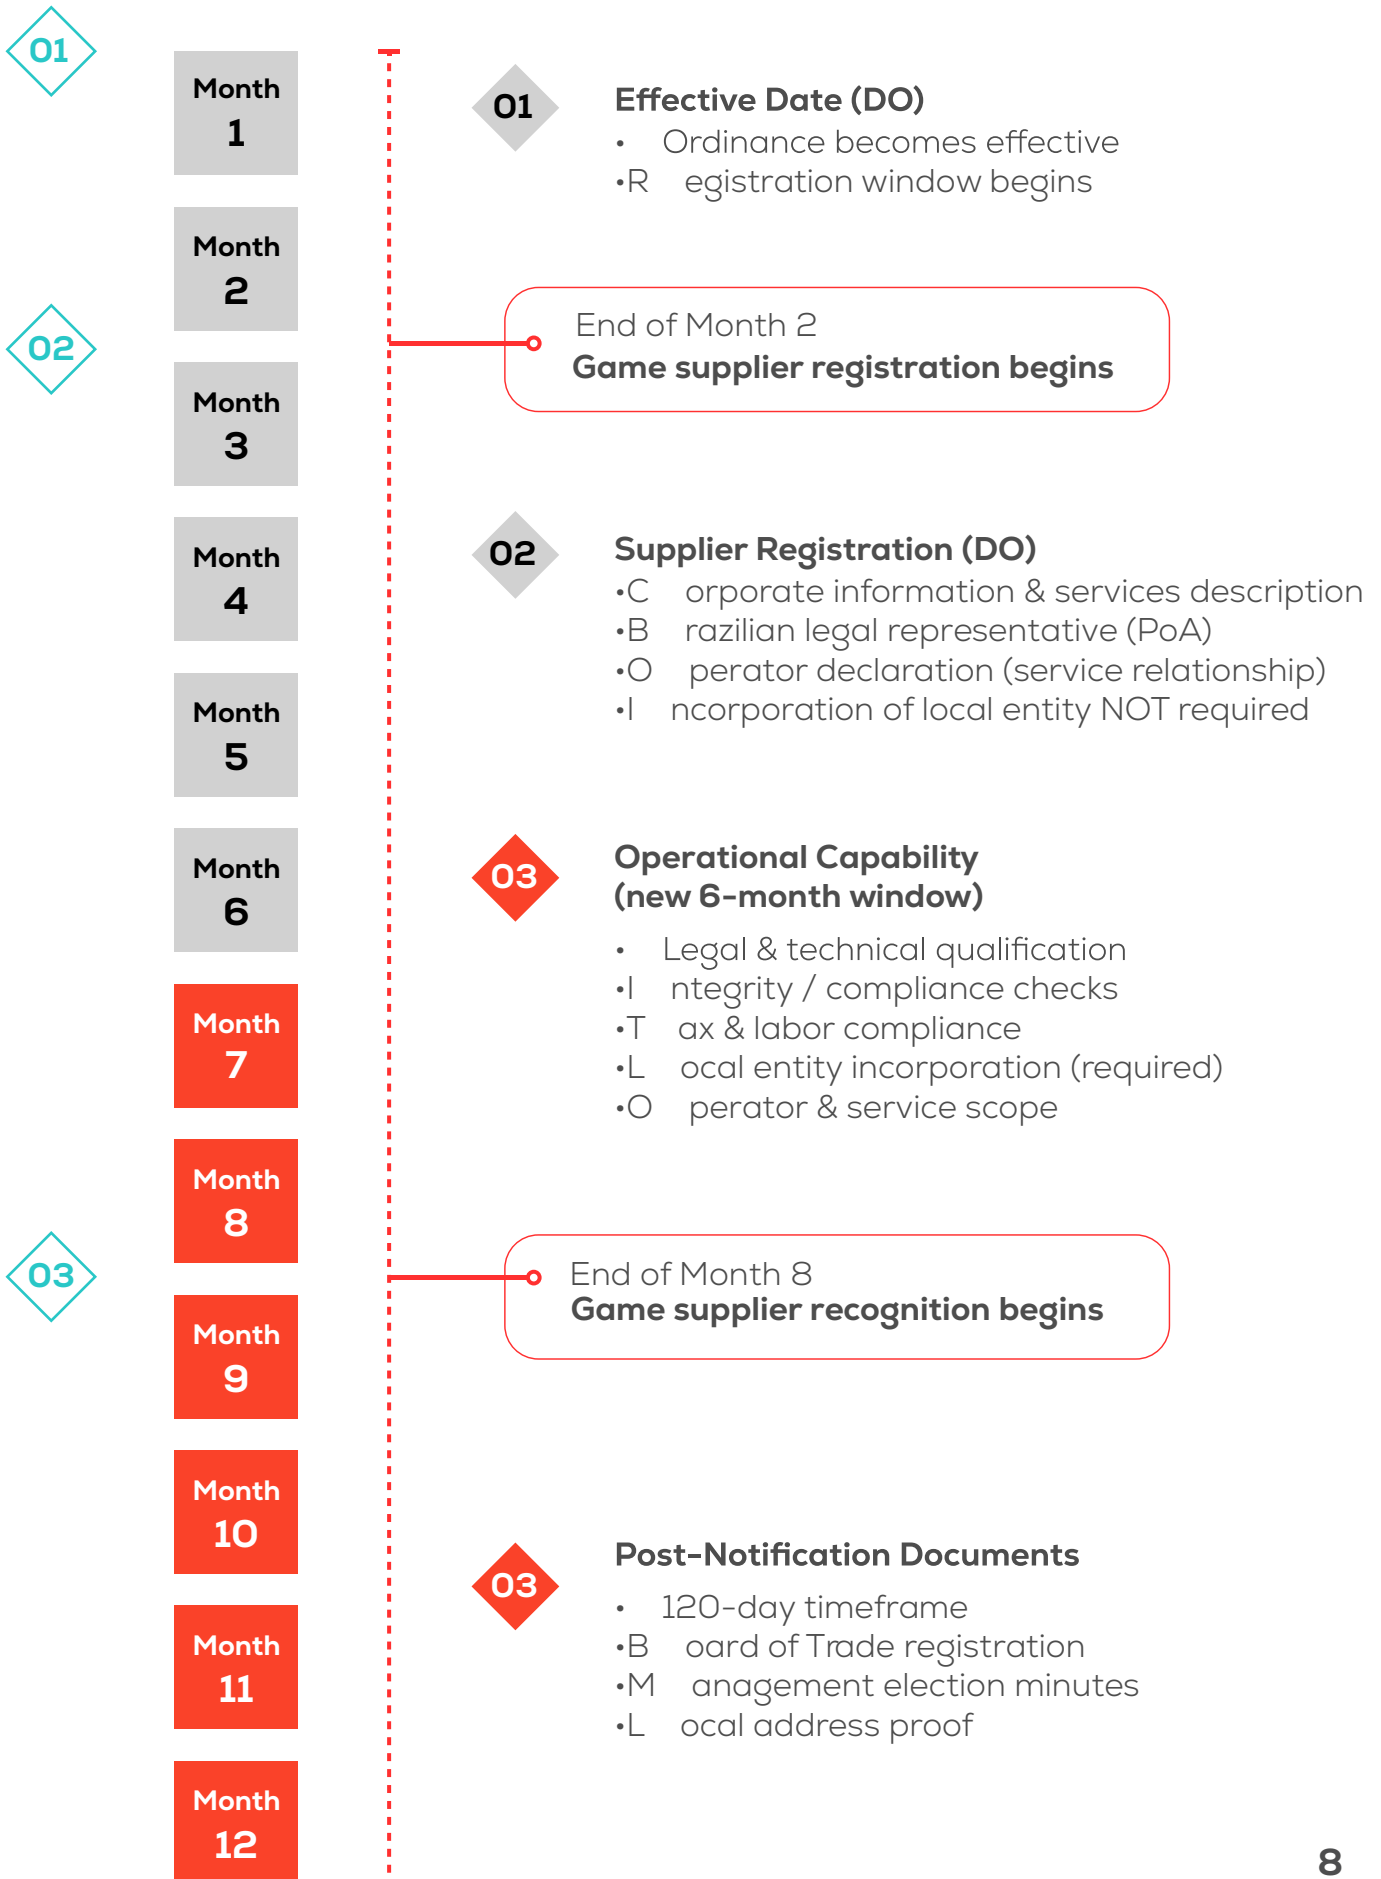 01
Month
1
01
Effective Date (DO)
• Ordinance becomes effective
•R egistration window begins
Month
2
02
End of Month 2
Game supplier registration begins
Month
3
Month
4
02
Supplier Registration (DO)
•C orporate information & services description
•B razilian legal representative (PoA)
•O perator declaration (service relationship)
•I ncorporation of local entity NOT required
Month
5
Month
6
03
Operational Capability
(new 6-month window)
• Legal & technical qualification
•I ntegrity / compliance checks
•T ax & labor compliance
•L ocal entity incorporation (required)
•O perator & service scope
Month
7
Month
8
03
End of Month 8
Game supplier recognition begins
Month
9
Month
10
03
Post-Notification Documents
• 120-day timeframe
•B oard of Trade registration
•M anagement election minutes
•L ocal address proof
Month
11
Month
12
8